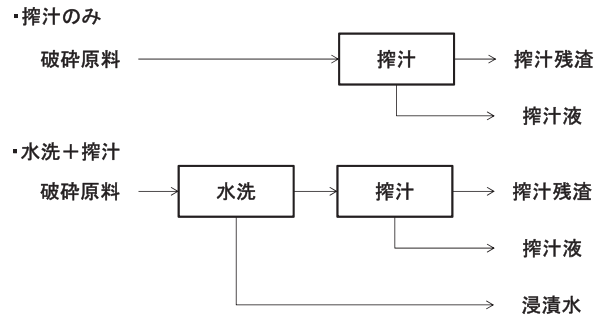 ・搾汁のみ
破砕原料 搾汁 搾汁残渣
搾汁液
・水洗＋搾汁
破砕原料 水洗 搾汁 搾汁残渣
搾汁液
浸漬水